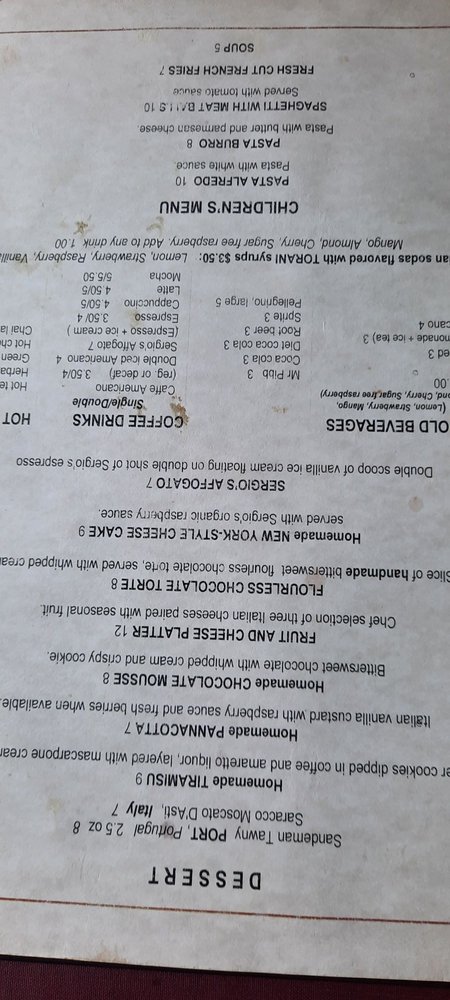 DESSERT
Sandeman Tawny PORT, Portugal 2.5 oz 8
Saracco Moscato D'Asti, Italy 7
Homemade TIRAMISU 9
er cookies dipped in coffee and amaretto liquor, layered with mascarpone crea
Homemade PANNACOTTA 7
Italian vanilla custard with raspberry sauce and fresh berries when available.
Homemade CHOCOLATE MOUSSE 8
Bittersweet chocolate with whipped cream and crispy cookie.
FRUIT AND CHEESE PLATTER 12
Chef selection of three Italian cheeses paired with seasonal fruit.
FLOURLESS CHOCOLATE TORTE 8
Slice of handmade bittersweet flourless chocolate torte, served with whipped crea
Homemade NEW YORK-STYLE CHEESE CAKE 9
served with Sergio's organic raspberry sauce.
SERGIO'S AFFOGATO 7
Double scoop of vanilla ice cream floating on double shot of Sergio's espresso
OLD BEVERAGES
(Lemon, Strawberry, Mango,
ond, Cherry, Sugar free raspberry)
.00
ed 3
monade + ice tea) 3
cano 4
Mr Pibb 3
Coca cola 3
Diet coca cola 3
Root beer 3
Sprite 3
Pellegrino, large 5
COFFEE DRINKS
Single/Double
Caffe Americano
(reg. or decaf) 3.50/4
Double Iced Americano 4
Sergio's Affogato 7
(Espresso + ice cream )
Espresso 3.50/ 4
Cappuccino 4.50/5
Latte 4.50/5
Mocha 5/5.50
HOT
Hot te
Herba
Green
Hot ch
Chai la
an sodas flavored with TORANI syrups $3.50: Lemon, Strawberry, Raspberry, Vanilla
Mango, Almond, Cherry, Sugar free raspberry. Add to any drink 1.00
CHILDREN'S MENU
PASTA ALFREDO 10
Pasta with white sauce
PASTA BURRO 8
Pasta with butter and parmesan cheese
SPAGHETTI WITH MEAT BALLS 10
Served with tomato sauce
FRESH CUT FRENCH FRIES 7
SOUP 5